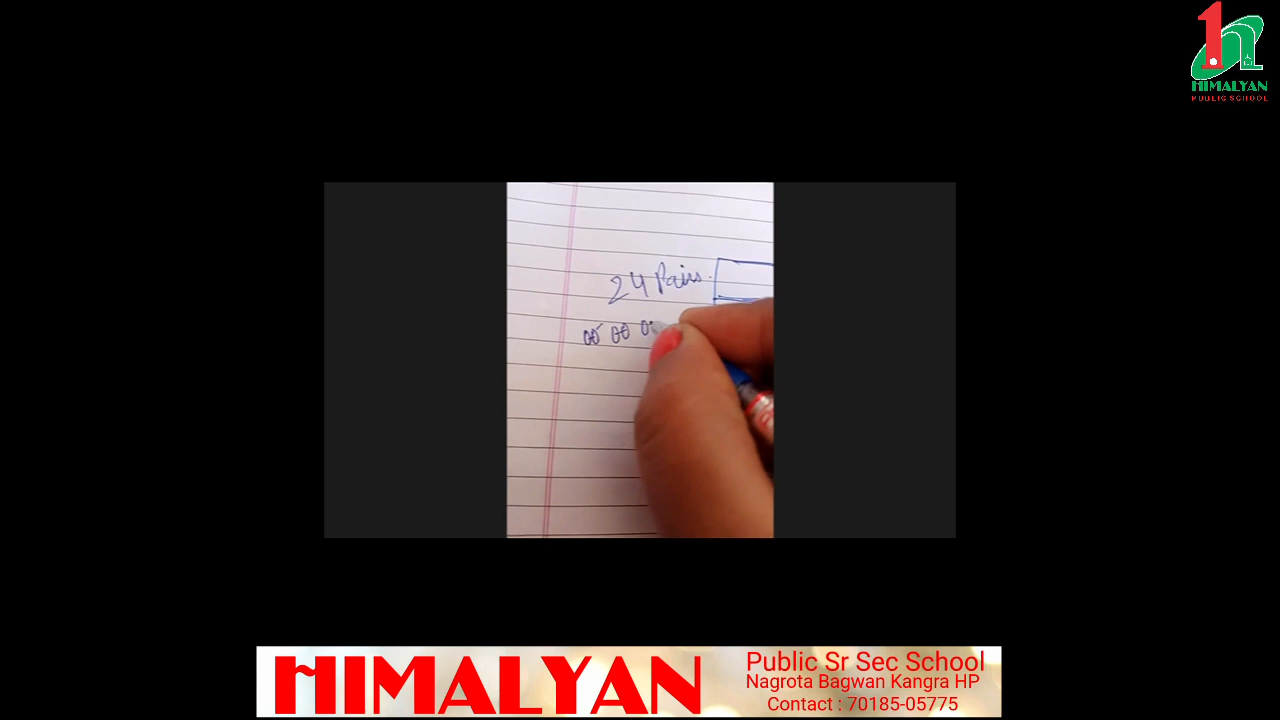 HIMALYAN
PUBLIC SCHOOL
24 Pairs
HIMALYAN
Public Sr Sec School
Nagrota Bagwan Kangra HP
Contact : 70185-05775